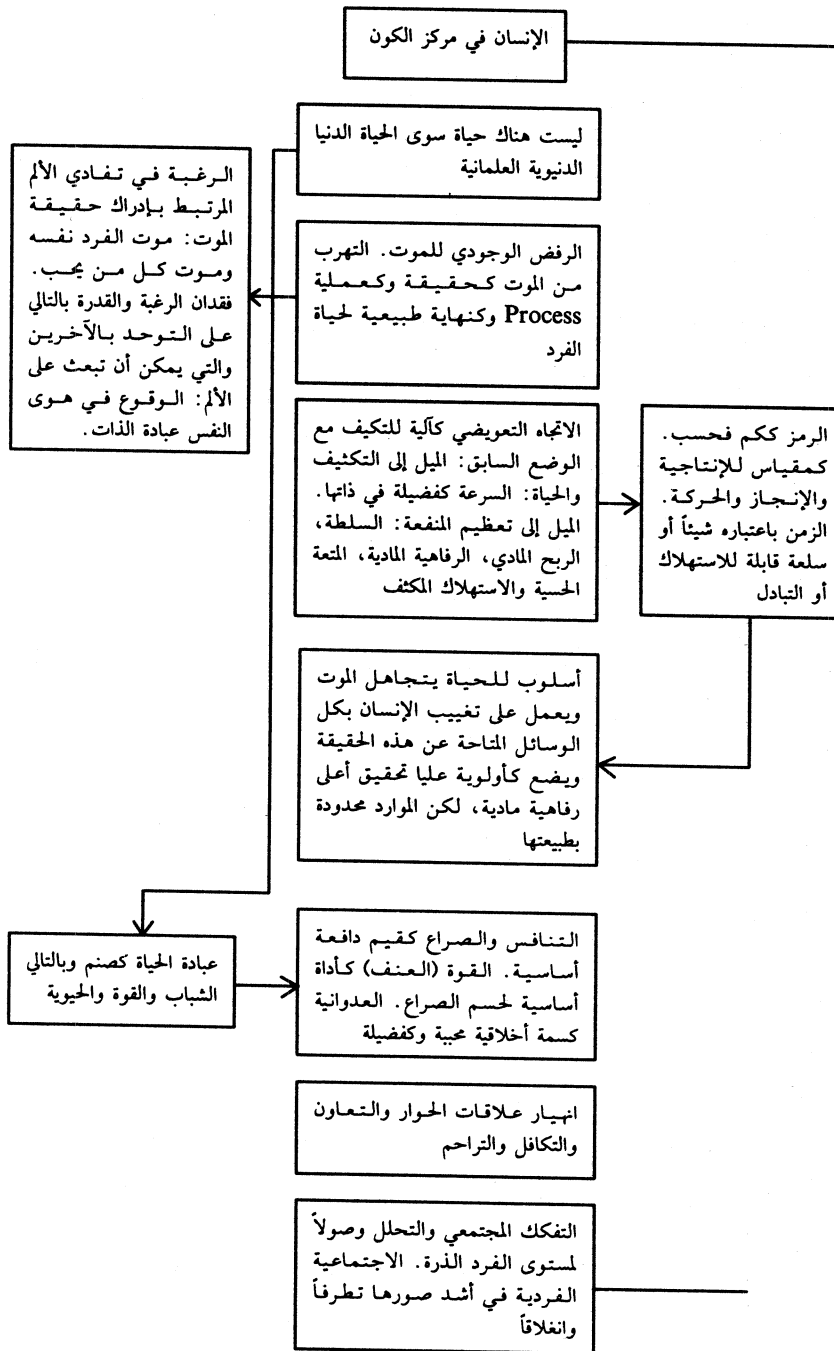 الإنسان في مركز الكون
ليست هناك حياة سوى الحياة الدنيا
الدنيوية العلمانية
الرغبة في تفادي الألم
المرتبط بإدراك حقيقة
الموت: موت الفرد نفسه
وموت كل من يحب.
فقدان الرغبة والقدرة بالتالي
على التوحد بالآخرين
والتي يمكن أن تبعث على
الألم: الوقوع في هوى
النفس عبادة الذات.
الرفض الوجودي للموت. التهرب
من الموت كحقيقة وكعملية
Process وكنهاية طبيعية لحياة
الفرد
الاتجاه التعويضي كآلية للتكيف مع
الوضع السابق: الميل إلى التكثيف
والحياة: السرعة كفضيلة في ذاتها.
الميل إلى تعظيم المنفعة: السلطة،
الربح المادي، الرفاهية المادية، المتعة
الحسية والاستهلاك المكثف
الرمز ككم فحسب.
كمقياس للإنتاجية
والإنجاز والحركة.
الزمن باعتباره شيئاً أو
سلعة قابلة للاستهلاك
أو التبادل
أسلوب للحياة يتجاهل الموت
ويعمل على تغييب الإنسان بكل
الوسائل المتاحة عن هذه الحقيقة
ويضع كأولوية عليا تحقيق أعلى
رفاهية مادية، لكن الموارد محدودة
بطبيعتها
عبادة الحياة كصنم وبالتالي
الشباب والقوة والحيوية
التنافس والصراع كقيم دافعة
أساسية. القوة (العنف) كأداة
أساسية لحسم الصراع. العدوانية
كسمة أخلاقية محببة وكفضيلة
انهيار علاقات الحوار والتعاون
والتكافل والتراحم
التفكك المجتمعي والتحلل وصولاً
لمستوى الفرد الذرة. الاجتماعية
الفردية في أشد صورها تطرفاً
وانغلاقاً